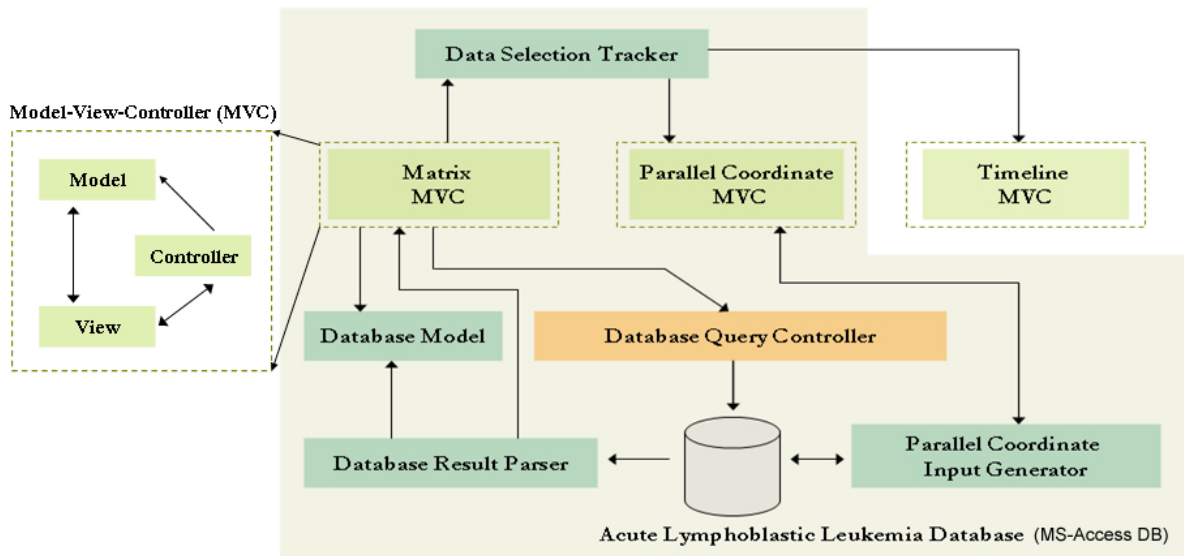 Data Selection Tracker
Model-View-Controller (MVC)
Model
Controller
View
Matrix
MVC
Parallel Coordinate
MVC
Timeline
MVC
Database Model
Database Query Controller
Database Result Parser
Parallel Coordinate
Input Generator
Acute Lymphoblastic Leukemia Database (MS-Access DB)